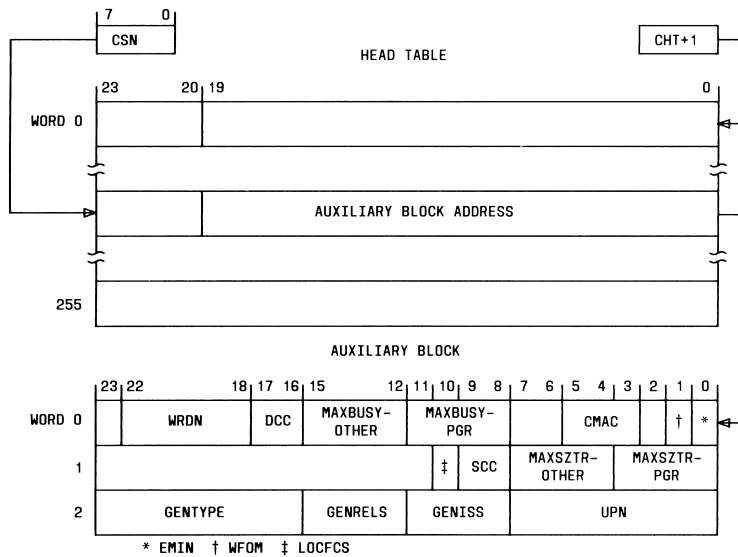 7 0
CSN CHT+1
HEAD TABLE
23 20 19 0
WORD 0
AUXILIARY BLOCK ADDRESS
255
AUXILIARY BLOCK
23 22 18 17 16 15 12 11 10 9 8 7 6 5 4 3 2 1 0
WORD 0 WRDN DCC MAXBUSY-OTHER MAXBUSY-PGR CMAC † *
1 ‡ SCC MAXSZTR-OTHER MAXSZTR-PGR
2 GENTYPE GENRELS GENISS UPN
* EMIN † WFOM ‡ LOCFCS